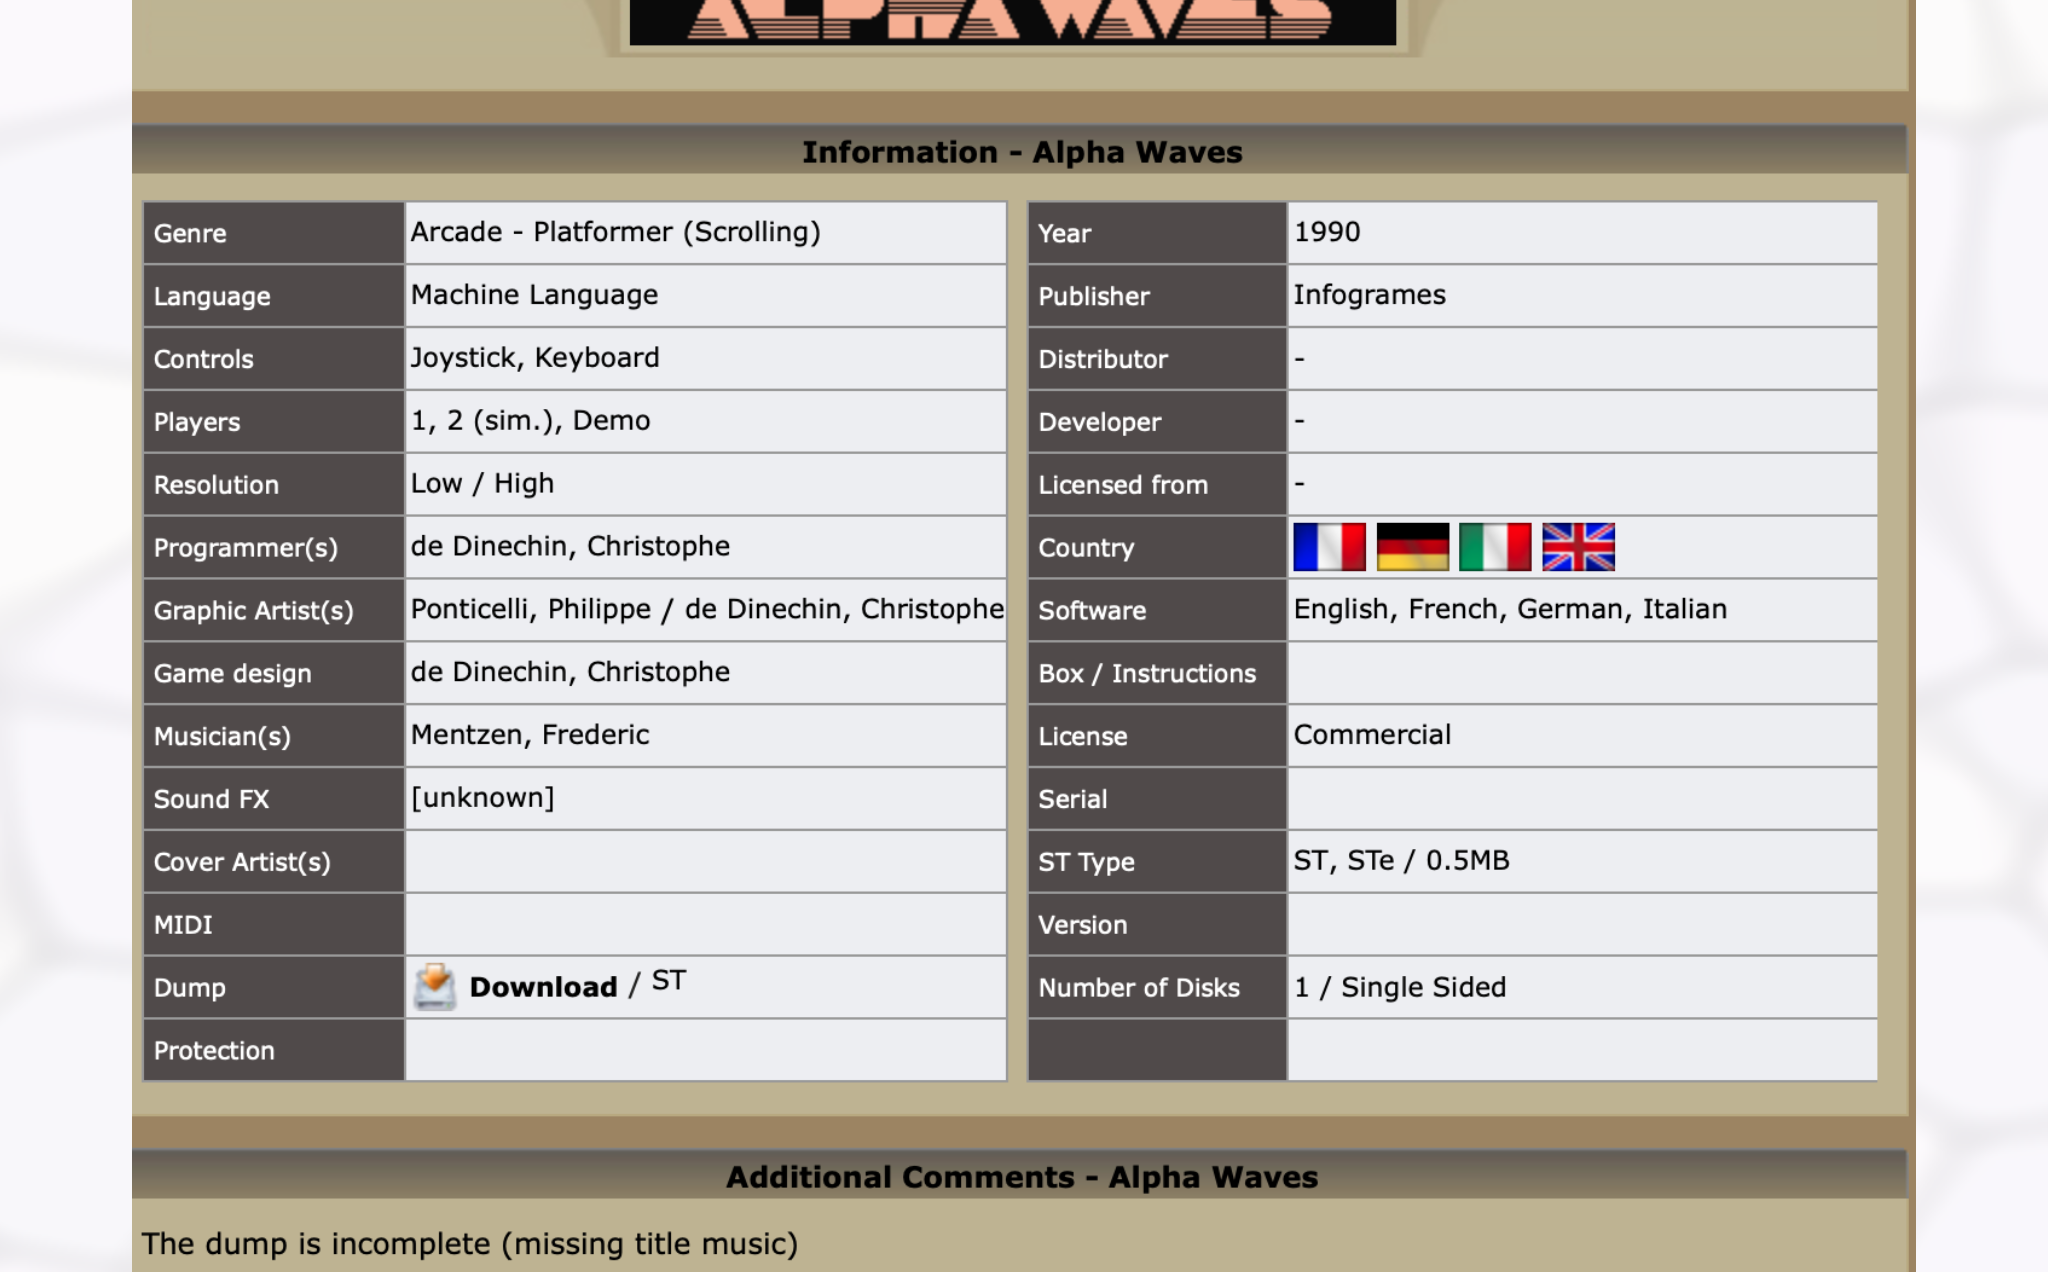 ALPHA WAVES
Information - Alpha Waves
Genre Arcade - Platformer (Scrolling)
Language Machine Language
Controls Joystick, Keyboard
Players 1, 2 (sim.), Demo
Resolution Low / High
Programmer(s) de Dinechin, Christophe
Graphic Artist(s) Ponticelli, Philippe / de Dinechin, Christophe
Game design de Dinechin, Christophe
Musician(s) Mentzen, Frederic
Sound FX [unknown]
Cover Artist(s)
MIDI
Dump Download / ST
Protection
Year 1990
Publisher Infogrames
Distributor -
Developer -
Licensed from -
Country
Software English, French, German, Italian
Box / Instructions
License Commercial
Serial
ST Type ST, STe / 0.5MB
Version
Number of Disks 1 / Single Sided
Additional Comments - Alpha Waves
The dump is incomplete (missing title music)